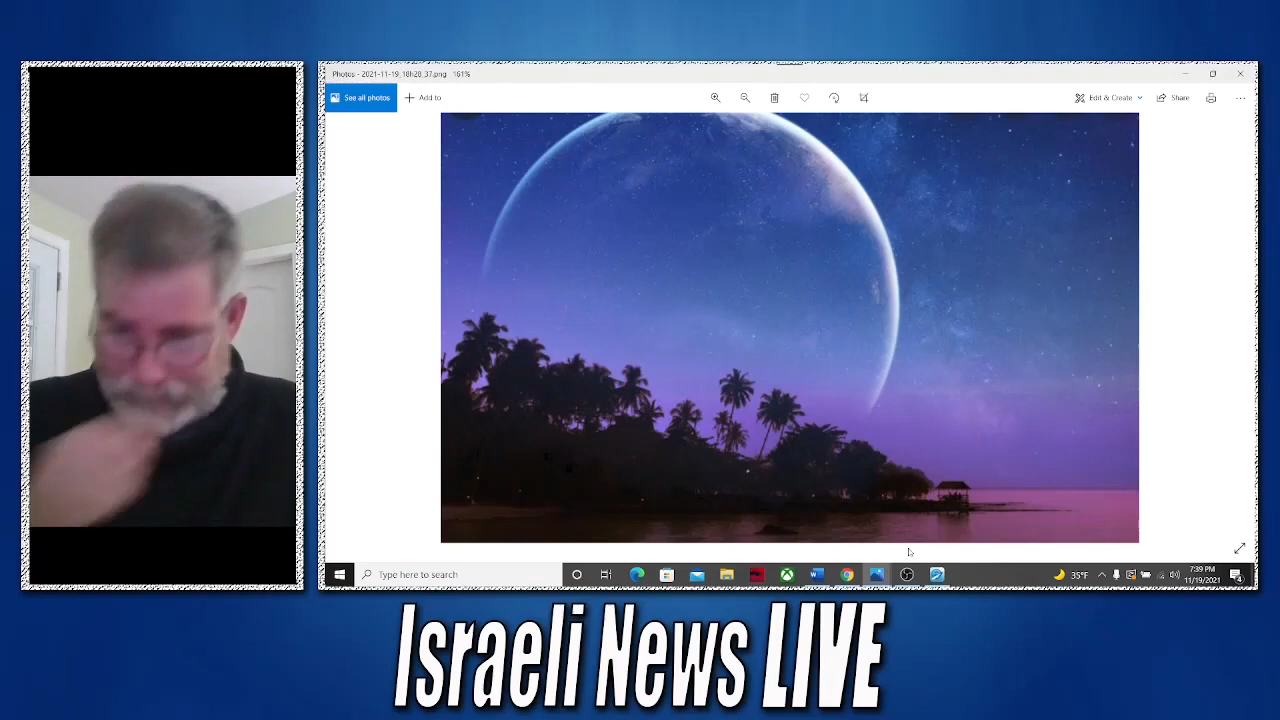 Photos - 2021-11-19_18h28_37.png 161%
See all photos
Add to
Edit & Create
Share
Type here to search
35°F
7:39 PM
11/19/2021
4
Israeli News LIVE